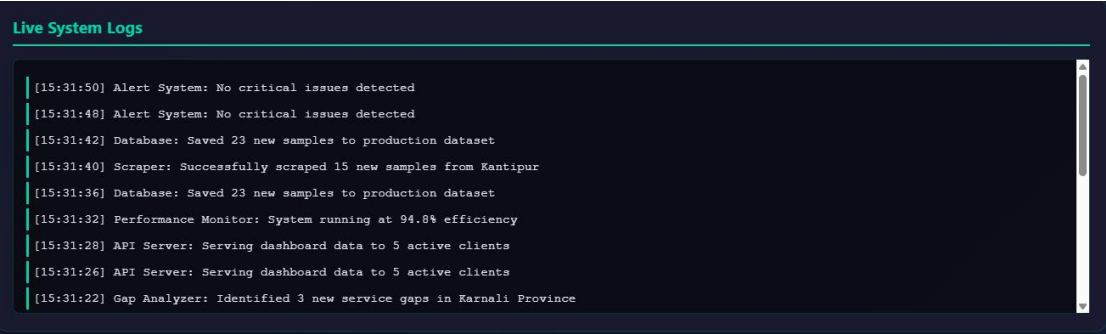 Live System Logs
[15:31:50] Alert System: No critical issues detected
[15:31:48] Alert System: No critical issues detected
[15:31:42] Database: Saved 23 new samples to production dataset
[15:31:40] Scraper: Successfully scraped 15 new samples from Kantipur
[15:31:36] Database: Saved 23 new samples to production dataset
[15:31:32] Performance Monitor: System running at 94.8% efficiency
[15:31:28] API Server: Serving dashboard data to 5 active clients
[15:31:26] API Server: Serving dashboard data to 5 active clients
[15:31:22] Gap Analyzer: Identified 3 new service gaps in Karnali Province